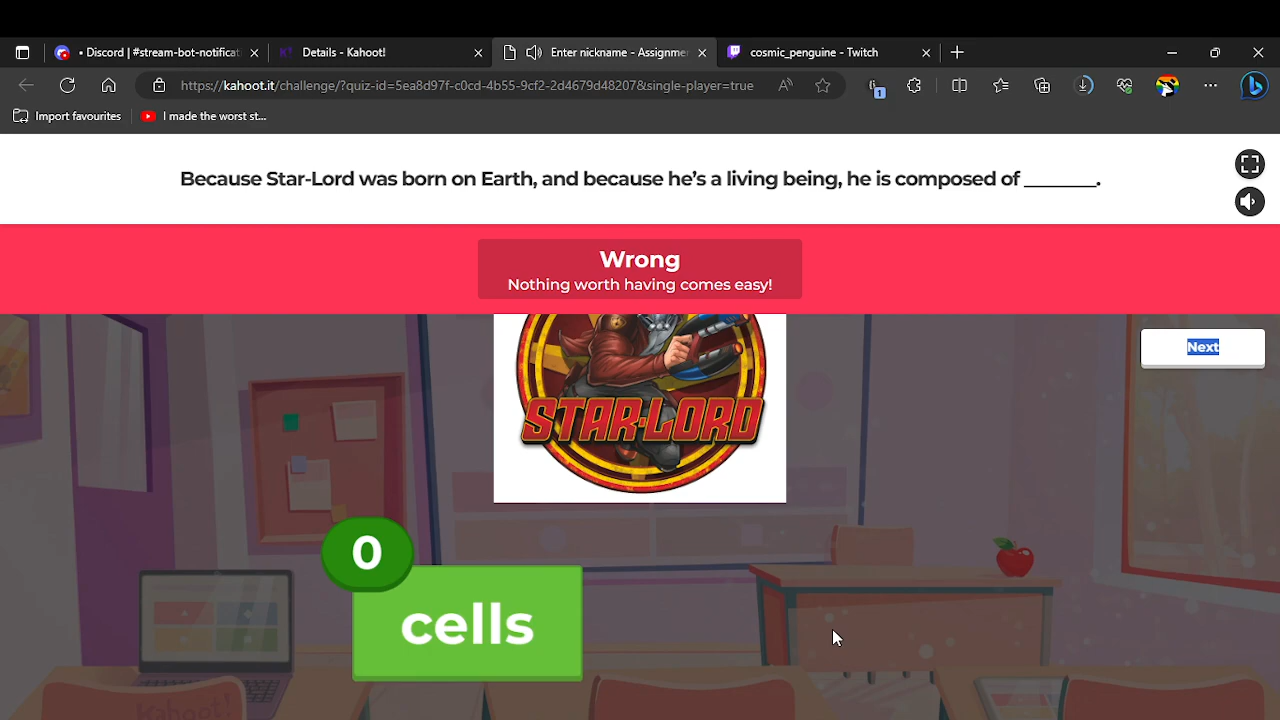 • Discord | #stream-bot-notificat
Details - Kahoot!
Enter nickname - Assignme
cosmic_penguine - Twitch
https://kahoot.it/challenge/?quiz-id=5ea8d97f-c0cd-4b55-9cf2-2d4679d48207&single-player=true
1
Import favourites
I made the worst st...
Because Star-Lord was born on Earth, and because he's a living being, he is composed of _______.
Wrong
Nothing worth having comes easy!
Next
STAR-LORD
0
cells
Kahoot!